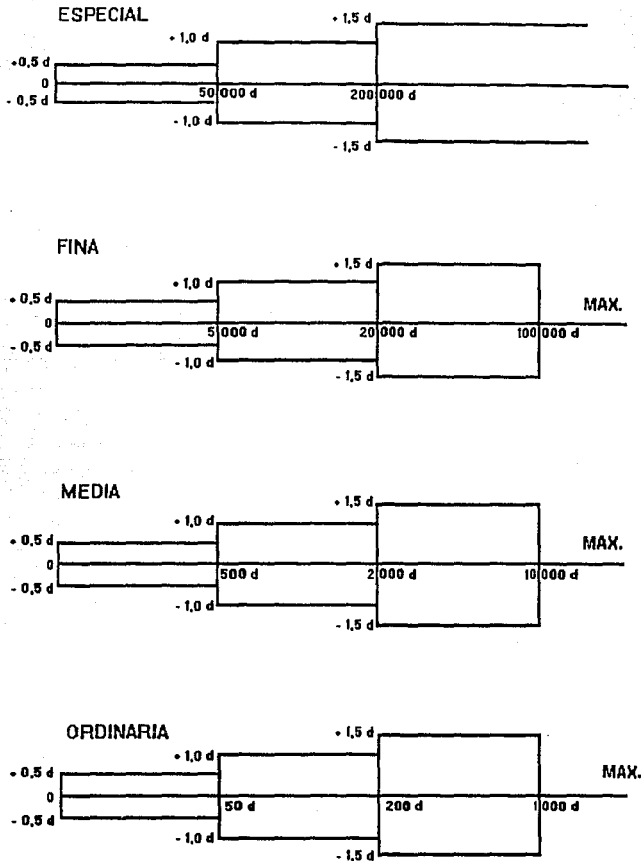 ESPECIAL
+ 1,5 d
+ 1,0 d
+0,5 d
0
50 000 d
200 000 d
- 0,5 d
- 1,0 d
- 1,5 d
FINA
+ 1,5 d
+ 1,0 d
+ 0,5 d
MAX.
0
5 000 d
20 000 d
100 000 d
- 0,5 d
- 1,0 d
- 1,5 d
MEDIA
+ 1,5 d
+ 1,0 d
+ 0,5 d
MAX.
0
500 d
2 000 d
10 000 d
- 0,5 d
- 1,0 d
- 1,5 d
ORDINARIA
+ 1,5 d
+ 1,0 d
+ 0,5 d
MAX.
0
50 d
200 d
1 000 d
- 0,5 d
- 1,0 d
- 1,5 d